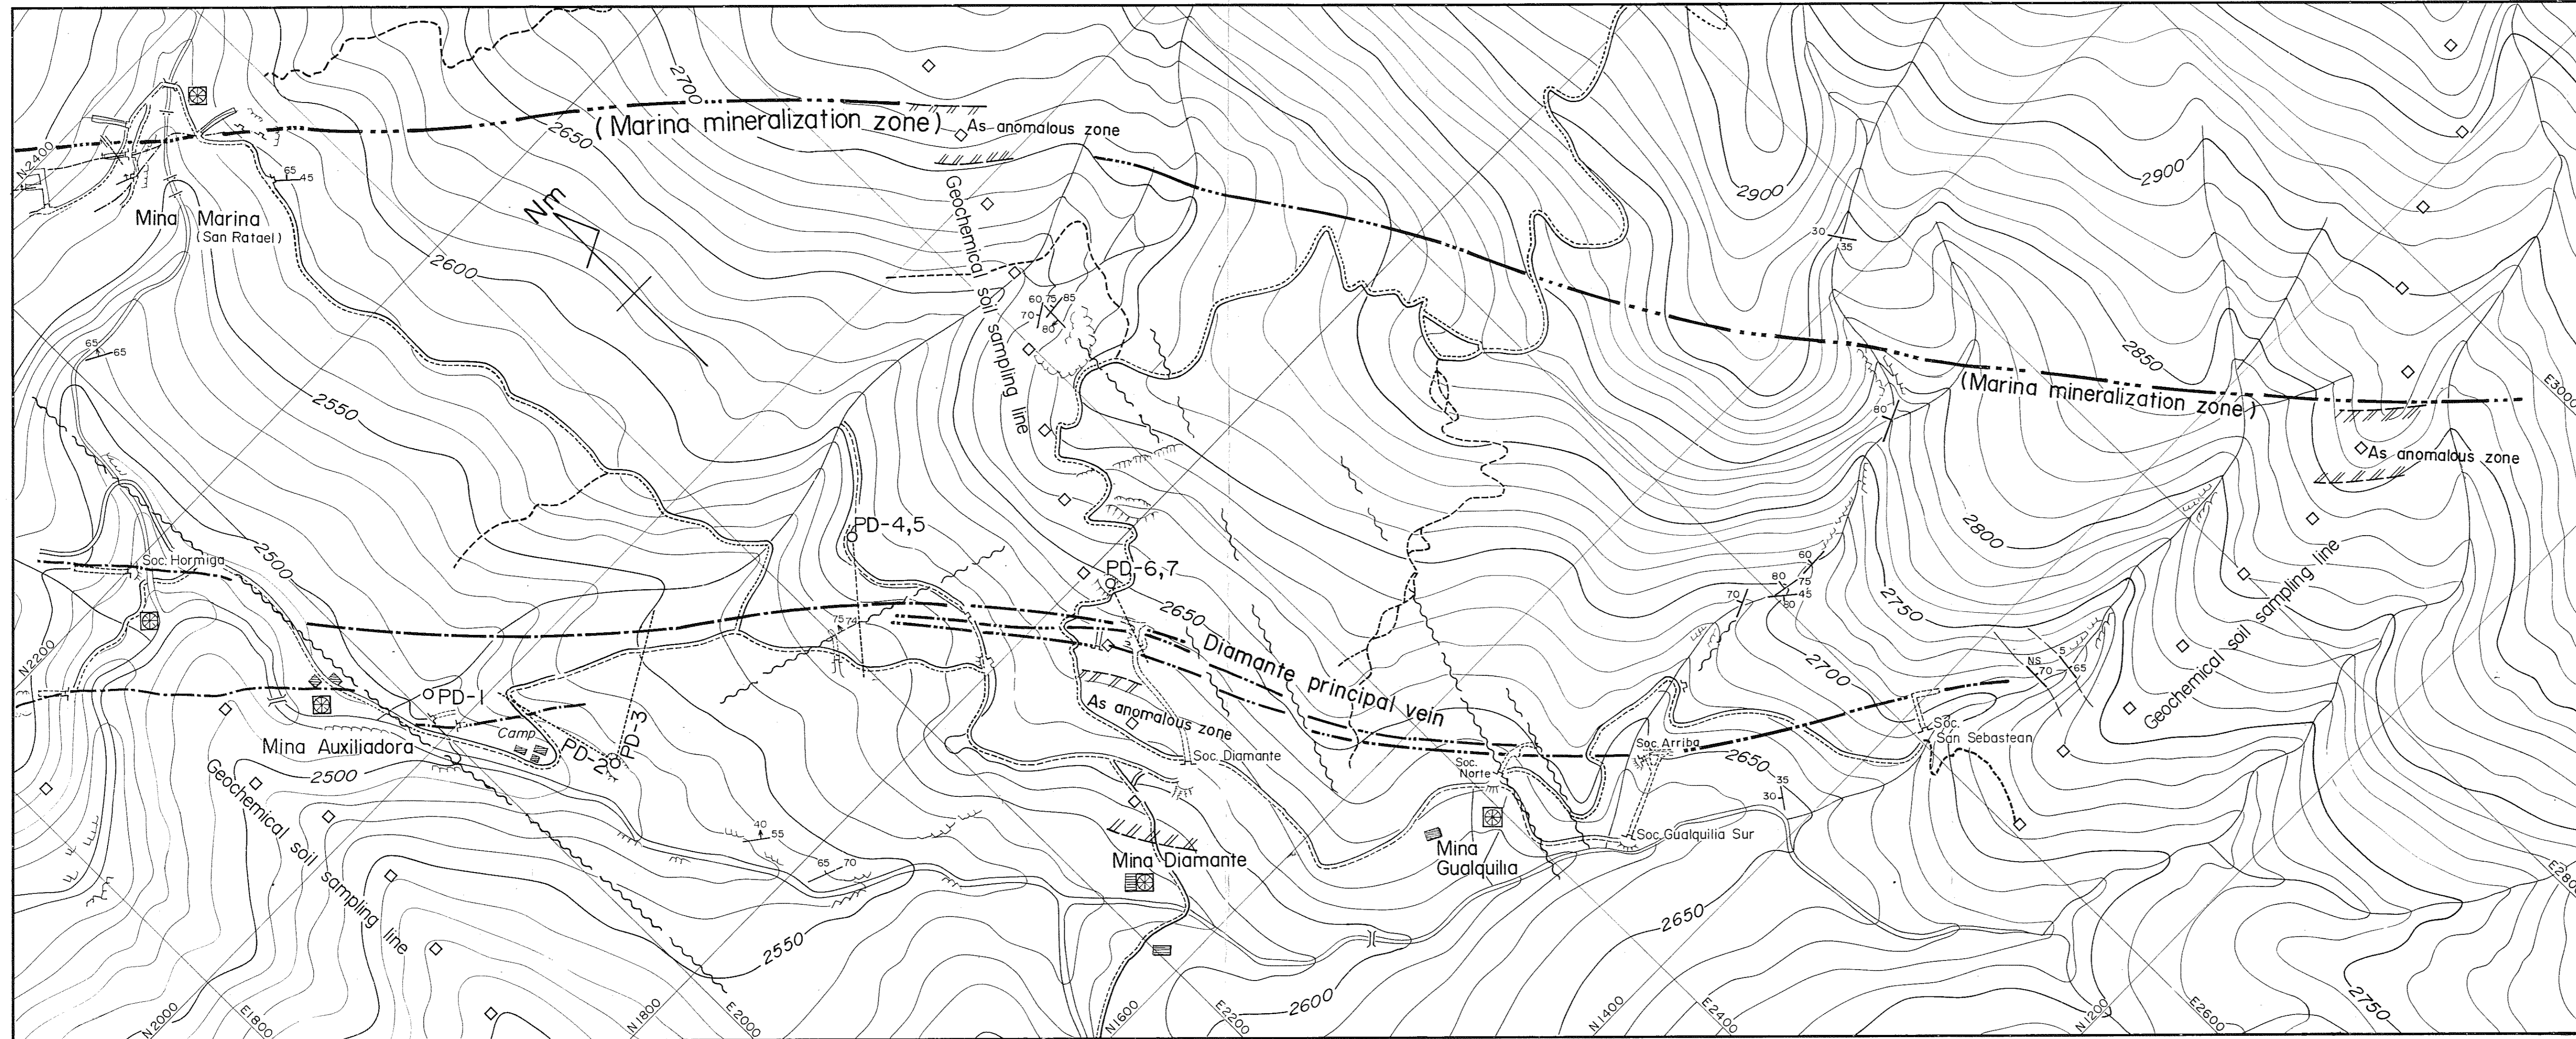 2700
(Marina mineralization zone)
2650
As anomalous zone
N2400
65
45
Mina Marina
(San Ratael)
NE
Geochemical soil sampling line
2600
2900
2900
30
35
60 75 85
70
80
65
65
2550
2850
(Marina mineralization zone)
E3000
80
As anomalous zone
2500
Soc. Hormiga
PD-4,5
PD-6,7
2650
2800
60
80
75
45
80
70
2750
2700
NS
70
5
65
Geochemical soil sampling line
N2200
75
74
Diamante principal vein
As anomalous zone
PD-1
Camp.
PD-2
PD-3
Mina Auxiliadora
2500
Geochemical soil sampling line
Soc. Diamante
Soc.
Norte
Soc. Arriba
2650
Soc.
San Sebastean
35
30
40
55
65
70
Mina Diamante
Mina
Gualquilia
Soc. Gualquilia Sur
E2800
2550
2650
2600
2750
N2000
E1800
N1800
E2000
N1600
E2200
N1400
E2400
N1200
E2600